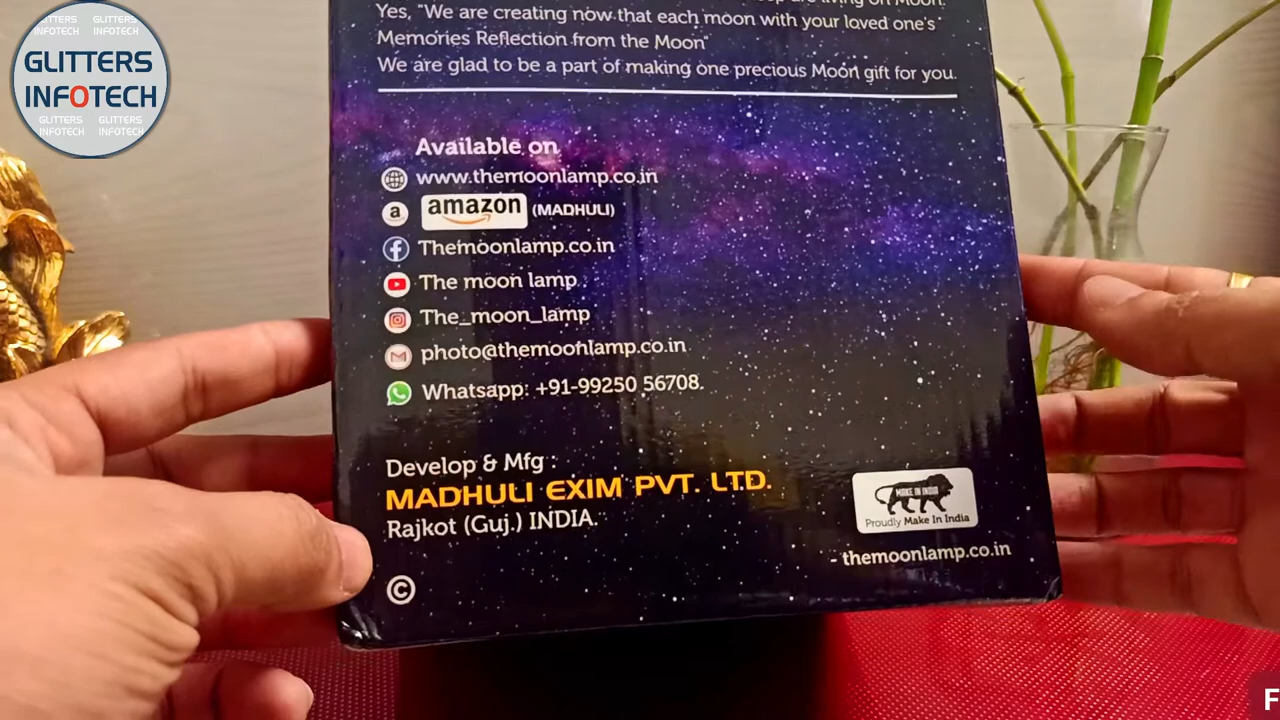 GLITTERS GLITTERS
INFOTECH INFOTECH
GLITTERS
INFOTECH
GLITTERS GLITTERS
INFOTECH INFOTECH
living on Moon.
Yes, "We are creating now that each moon with your loved one's"
Memories Reflection from the Moon"
We are glad to be a part of making one precious Moon gift for you.
Available on
www.themoonlamp.co.in
a amazon (MADHULI)
Themoonlamp.co.in
The moon lamp
The_moon_lamp
photo@themoonlamp.co.in
Whatsapp: +91-99250 56708.
Develop & Mfg :
MADHULI EXIM PVT. LTD.
Rajkot (Guj.) INDIA.
MAKE IN INDIA
Proudly Make In India
- themoonlamp.co.in
©
F